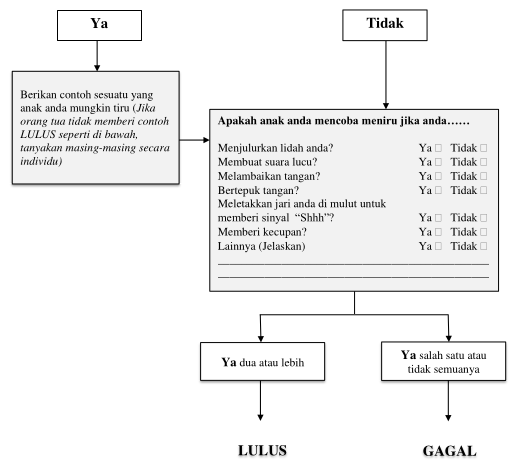 Ya
Tidak
Berikan contoh sesuatu yang
anak anda mungkin tiru (Jika
orang tua tidak memberi contoh
LULUS seperti di bawah,
tanyakan masing-masing secara
individu)
Apakah anak anda mencoba meniru jika anda……
Menjulurkan lidah anda? Ya □ Tidak □
Membuat suara lucu? Ya □ Tidak □
Melambaikan tangan? Ya □ Tidak □
Bertepuk tangan? Ya □ Tidak □
Meletakkan jari anda di mulut untuk
memberi sinyal “Shhh”? Ya □ Tidak □
Memberi kecupan? Ya □ Tidak □
Lainnya (Jelaskan) Ya □ Tidak □
Ya dua atau lebih
Ya salah satu atau
tidak semuanya
LULUS
GAGAL